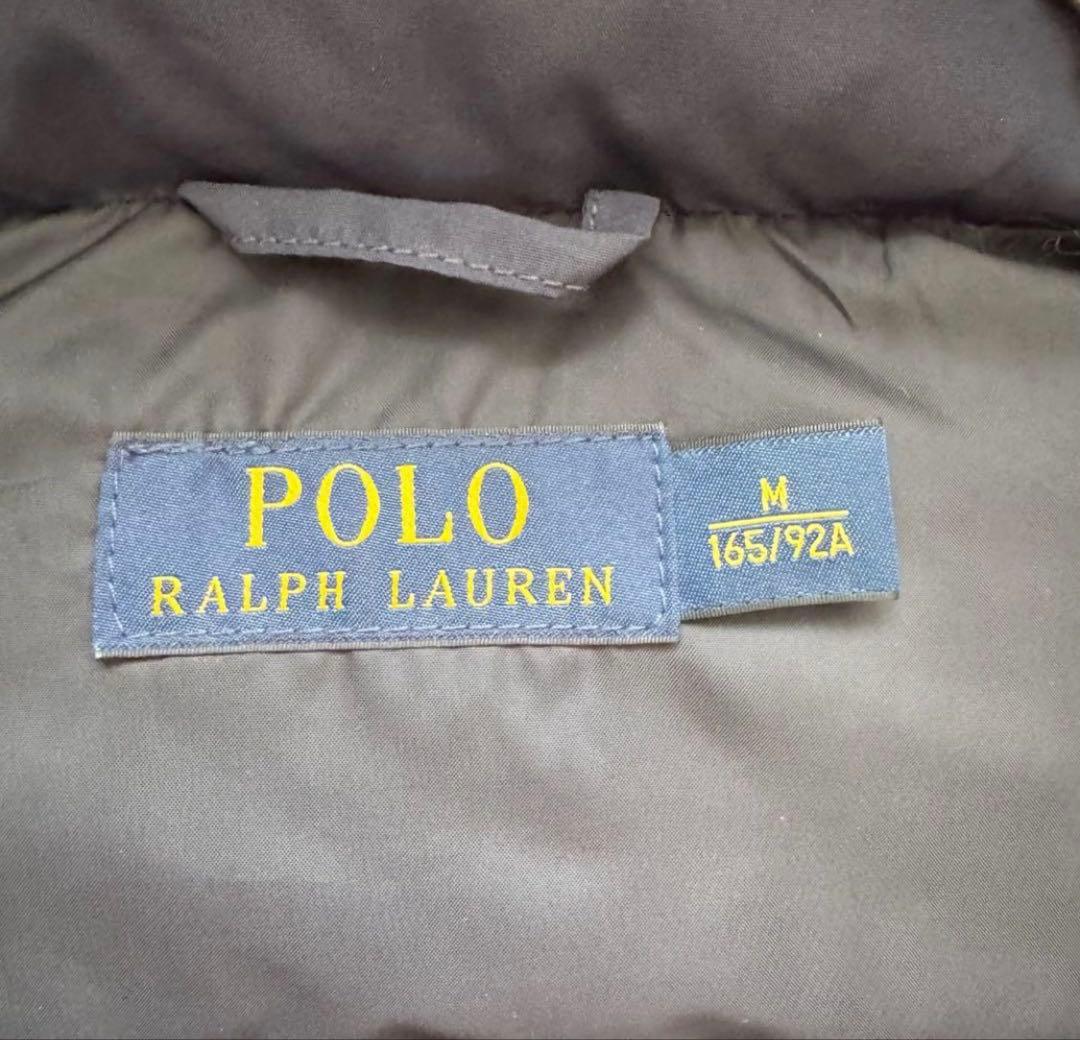 POLO
RALPH LAUREN
M
165/92A